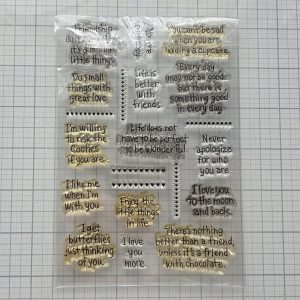 Friendship
isn't
it's a million
little things
You can't be sad
when you are
holding a cupcake.
Do small
things with
great love
Life is
better
with
friends
Every day
may not be good...
but there is
something good
in every day.
I'm willing
to risk the
Cooties
if you are.
Life does not
have to be perfect
to be wonderful
Never
apologize
for who
you are
I like me
when I'm
with you.
Enjoy the
little things
in life
I love you
to the moon
and back.
I get
butterflies
just thinking
of you.
I love
you
more.
There's nothing
better than a friend,
unless it's a friend
with chocolate.